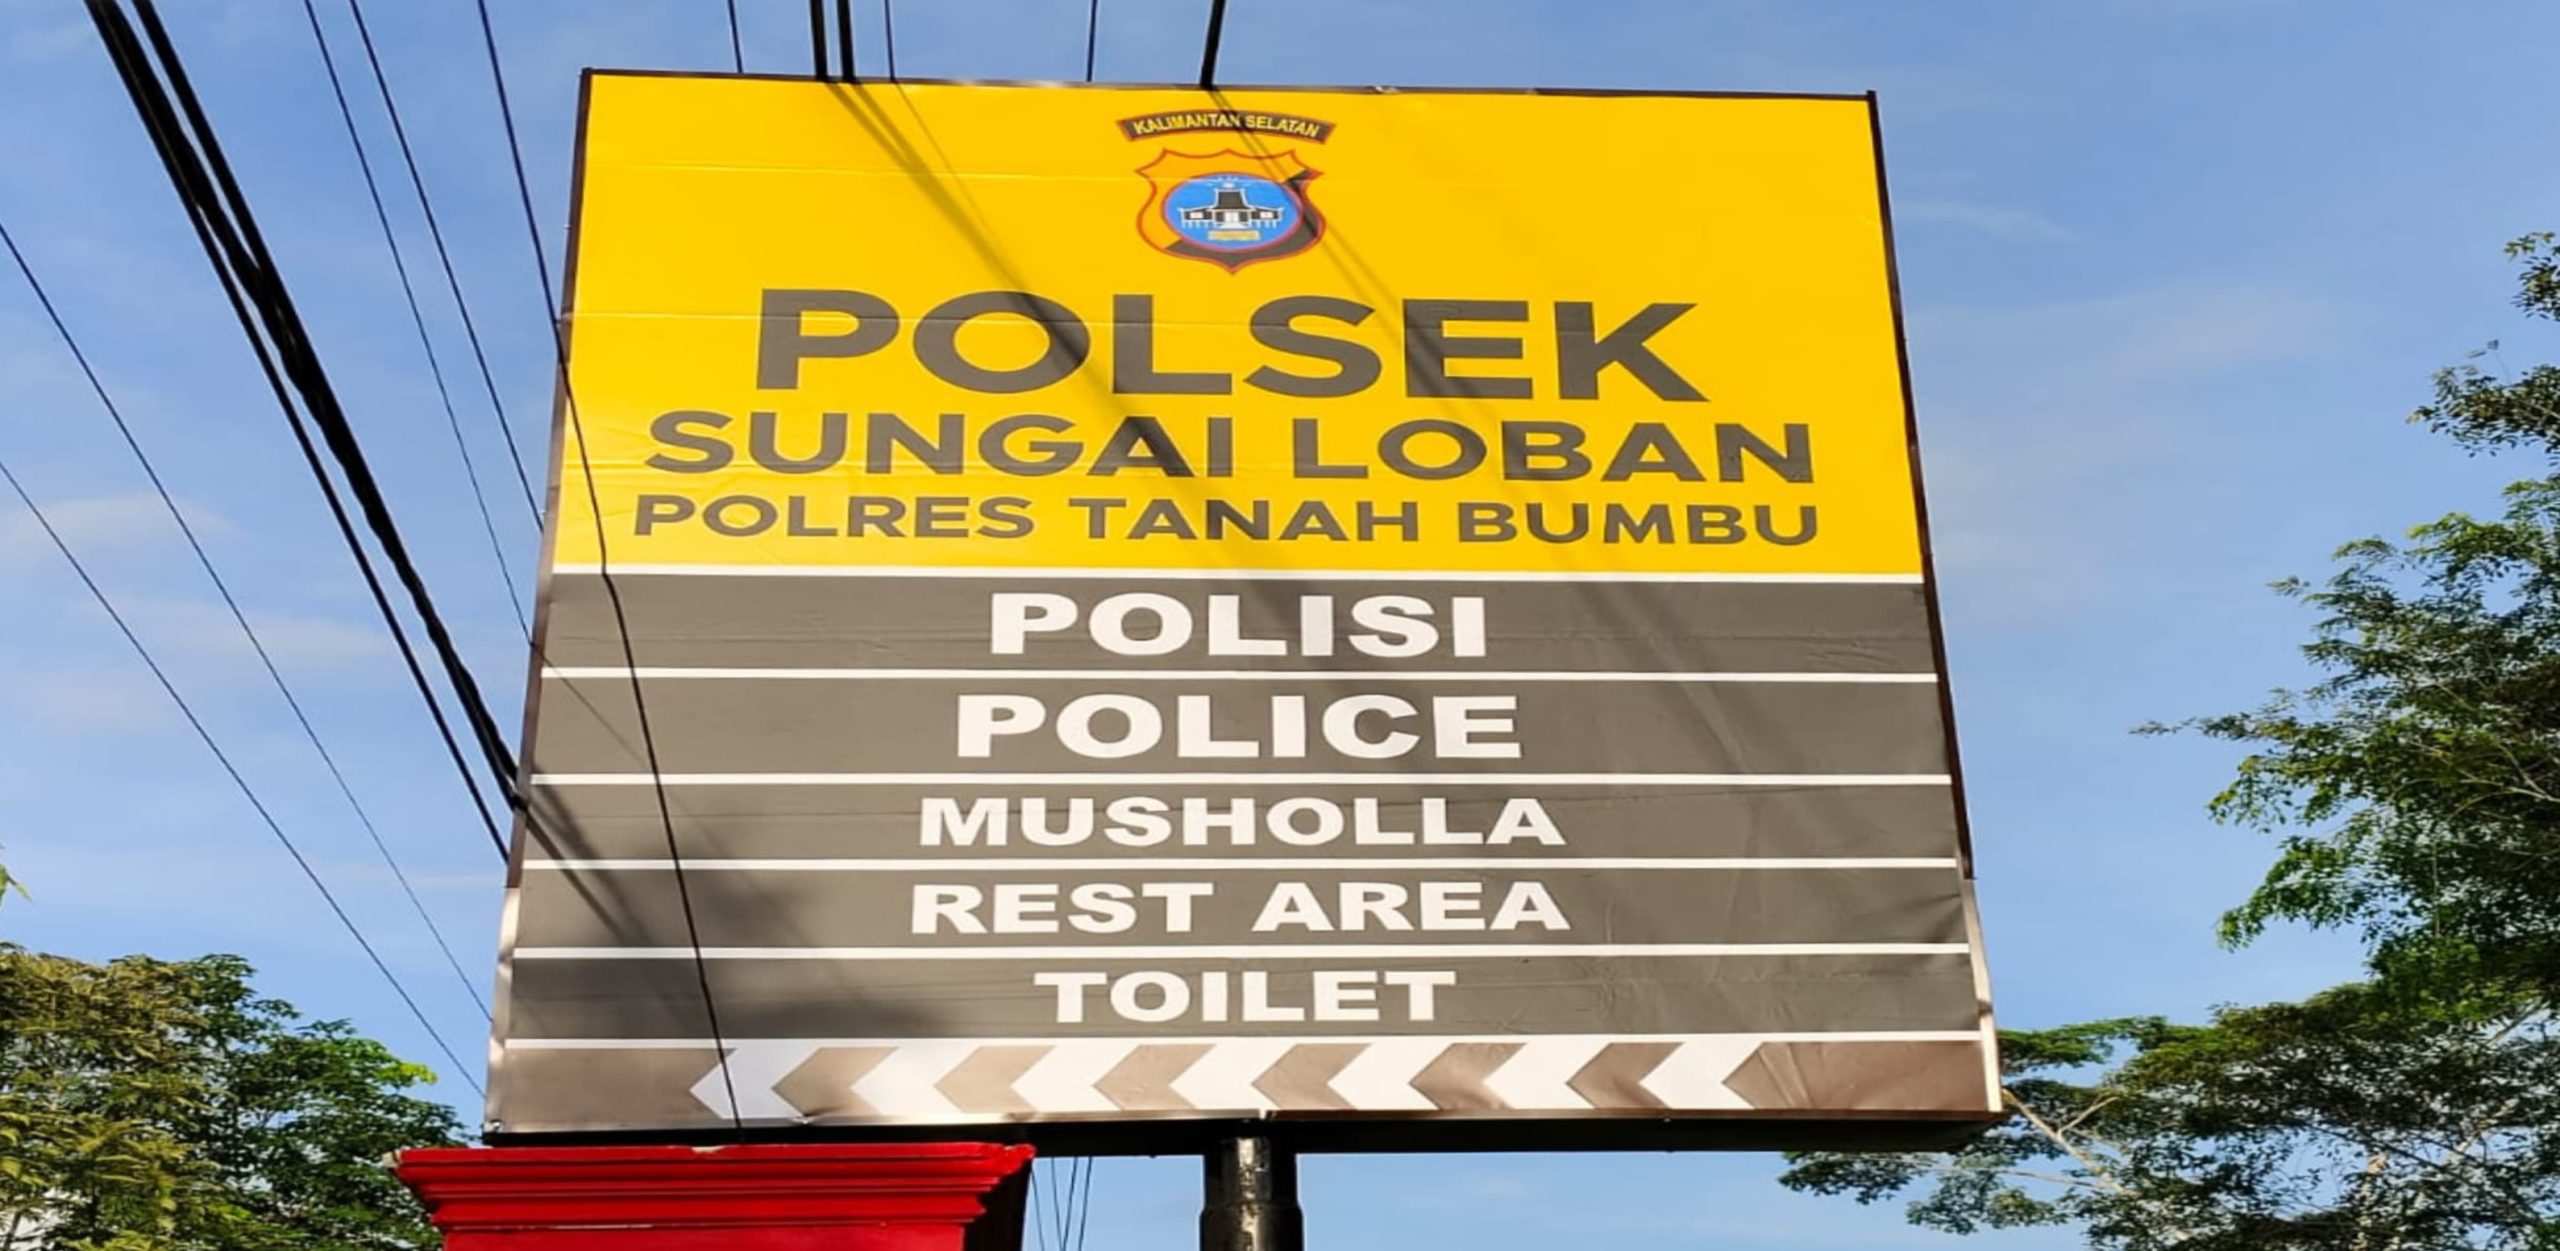 KALIMANTAN SELATAN
POLSEK
SUNGAI LOBAN
POLRES TANAH BUMBU
POLISI
POLICE
MUSHOLLA
REST AREA
TOILET